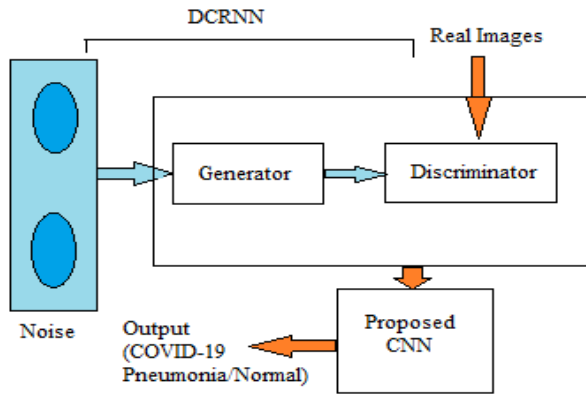 DCRNN
Real Images
Generator
Discriminator
Noise
Proposed
CNN
Output
(COVID-19
Pneumonia/Normal)